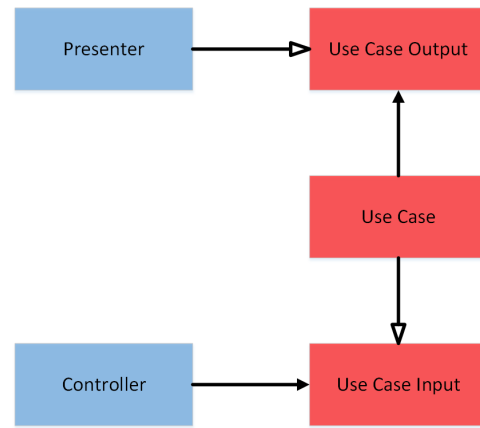 Presenter
Use Case Output
Use Case
Controller
Use Case Input